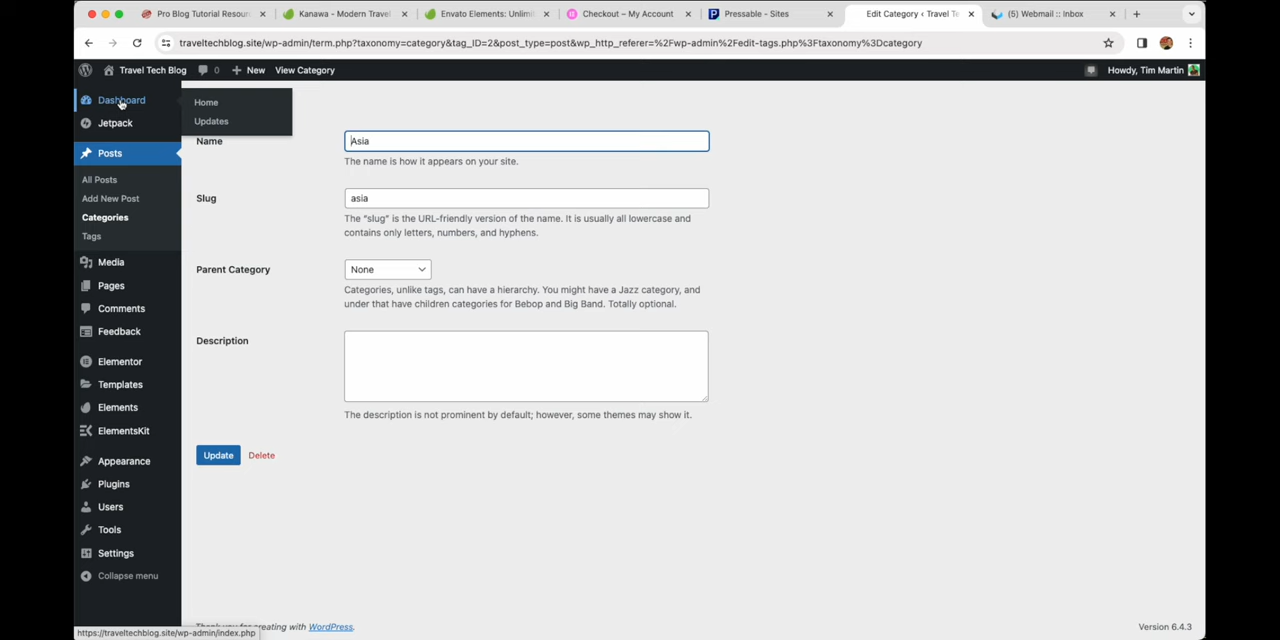 Pro Blog Tutorial Resourc
Kanawa - Modern Travel
Envato Elements: Unlimit
Checkout – My Account
Pressable - Sites
Edit Category ‹ Travel Te
(5) Webmail :: Inbox
traveltechblog.site/wp-admin/term.php?taxonomy=category&tag_ID=2&post_type=post&wp_http_referer=%2Fwp-admin%2Fedit-tags.php%3Ftaxonomy%3Dcategory
Travel Tech Blog
0
New
View Category
Howdy, Tim Martin
Dashboard
Home
Updates
Jetpack
Posts
All Posts
Add New Post
Categories
Tags
Media
Pages
Comments
Feedback
Elementor
Templates
Elements
ElementsKit
Appearance
Plugins
Users
Tools
Settings
Collapse menu
Name
Asia
The name is how it appears on your site.
Slug
asia
The “slug” is the URL-friendly version of the name. It is usually all lowercase and
contains only letters, numbers, and hyphens.
Parent Category
None
Categories, unlike tags, can have a hierarchy. You might have a Jazz category, and
under that have children categories for Bebop and Big Band. Totally optional.
Description
The description is not prominent by default; however, some themes may show it.
Update
Delete
Thank you for creating with WordPress.
Version 6.4.3
https://traveltechblog.site/wp-admin/index.php